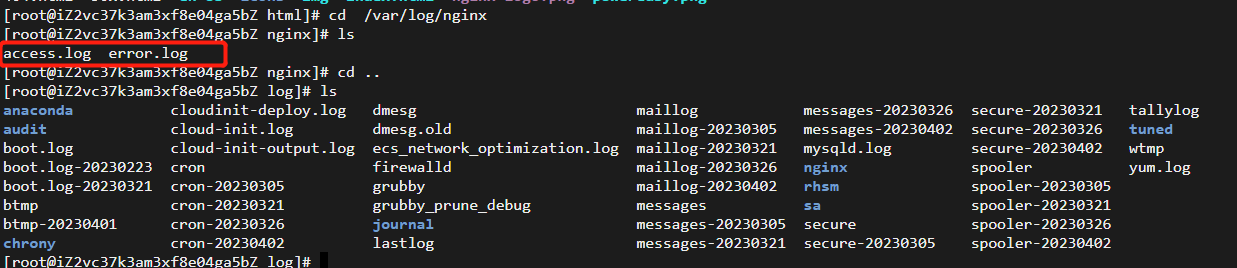 [root@iZ2vc37k3am3xf8e04ga5bZ html]# cd  /var/log/nginx
[root@iZ2vc37k3am3xf8e04ga5bZ nginx]# ls
access.log  error.log
[root@iZ2vc37k3am3xf8e04ga5bZ nginx]# cd ..
[root@iZ2vc37k3am3xf8e04ga5bZ log]# ls
anaconda           cloudinit-deploy.log   dmesg                         maillog            messages-20230326  secure-20230321   tallylog
audit              cloud-init.log         dmesg.old                     maillog-20230305   messages-20230402  secure-20230326   tuned
boot.log           cloud-init-output.log  ecs_network_optimization.log  maillog-20230321   mysqld.log         secure-20230402   wtmp
boot.log-20230223  cron                   firewalld                     maillog-20230326   nginx              spooler           yum.log
boot.log-20230321  cron-20230305          grubby                        maillog-20230402   rhsm               spooler-20230305
btmp               cron-20230321          grubby_prune_debug            messages           sa                 spooler-20230321
btmp-20230401      cron-20230326          journal                       messages-20230305  secure             spooler-20230326
chrony             cron-20230402          lastlog                       messages-20230321  secure-20230305    spooler-20230402
[root@iZ2vc37k3am3xf8e04ga5bZ log]#